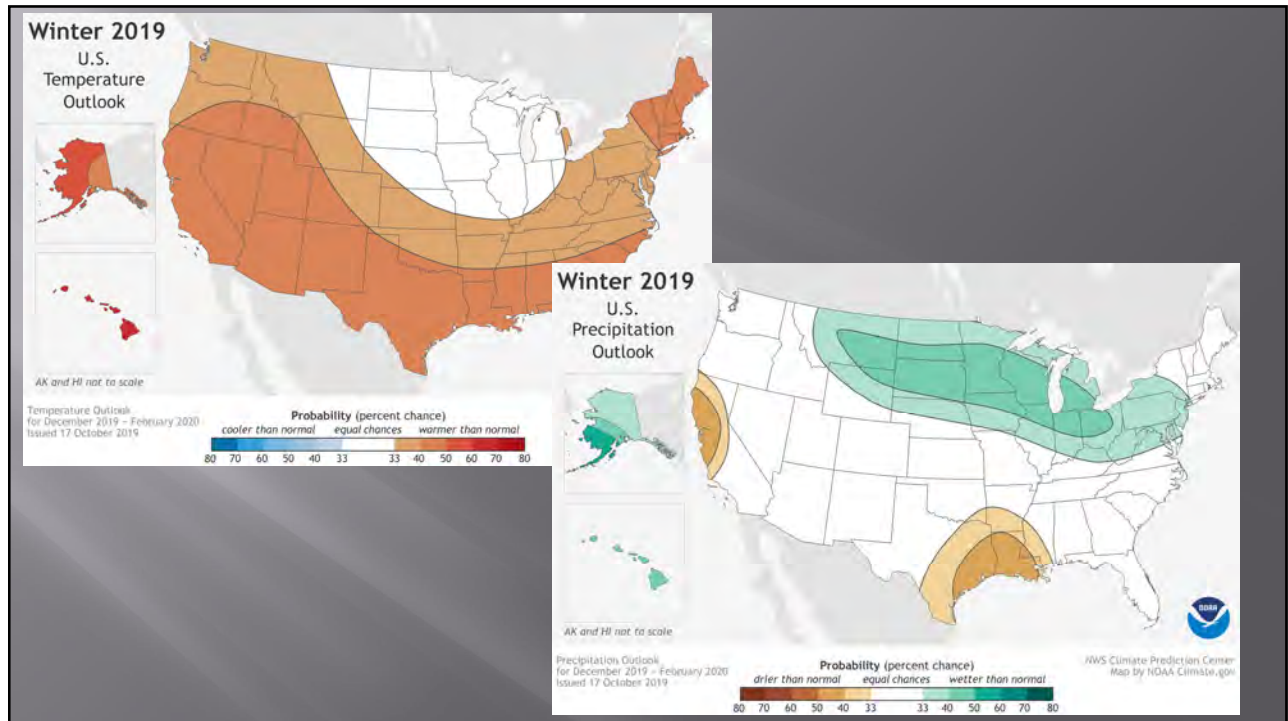 Winter 2019
U.S.
Temperature
Outlook
AK and HI not to scale
Temperature Outlook
for December 2019 – February 2020
Issued 17 October 2019
Probability (percent chance)
cooler than normal equal chances warmer than normal
80 70 60 50 40 33 33 40 50 60 70 80
Winter 2019
U.S.
Precipitation
Outlook
AK and HI not to scale
Precipitation Outlook
for December 2019 – February 2020
Issued 17 October 2019
Probability (percent chance)
drier than normal equal chances wetter than normal
80 70 60 50 40 33 33 40 50 60 70 80
NOAA
NWS Climate Prediction Center
Map by NOAA Climate.gov